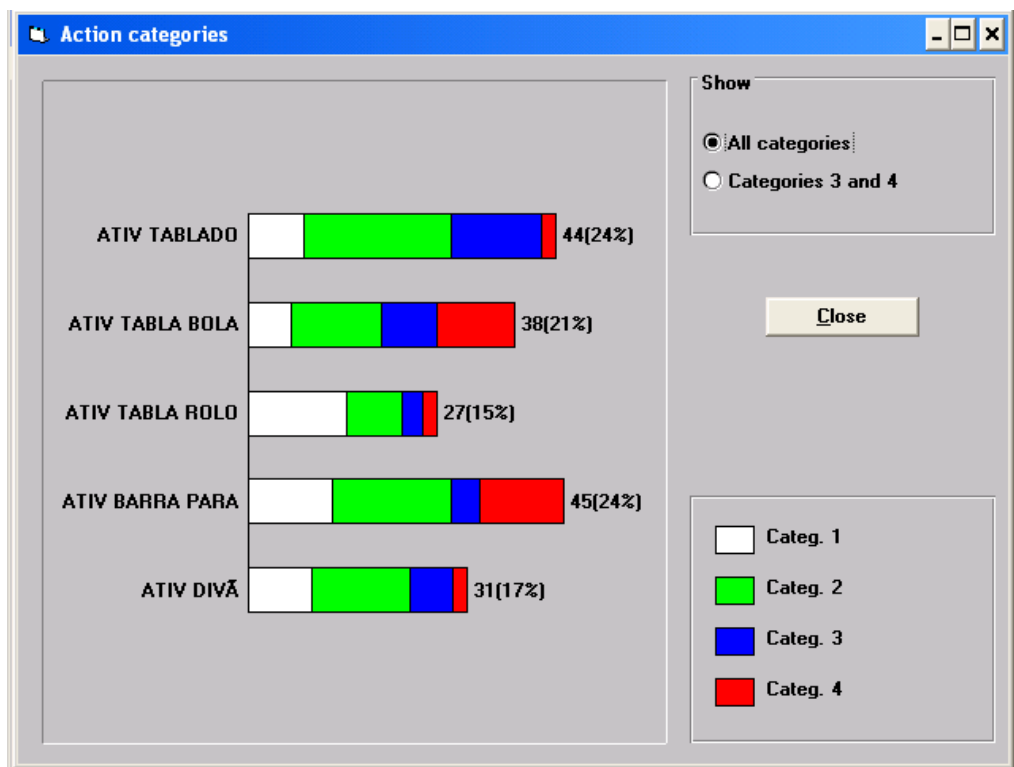 Action categories
Show
All categories
Categories 3 and 4
ATIV TABLADO 44(24%)
ATIV TABLA BOLA 38(21%)
Close
ATIV TABLA ROLO 27(15%)
ATIV BARRA PARA 45(24%)
ATIV DIVÃ 31(17%)
Categ. 1
Categ. 2
Categ. 3
Categ. 4